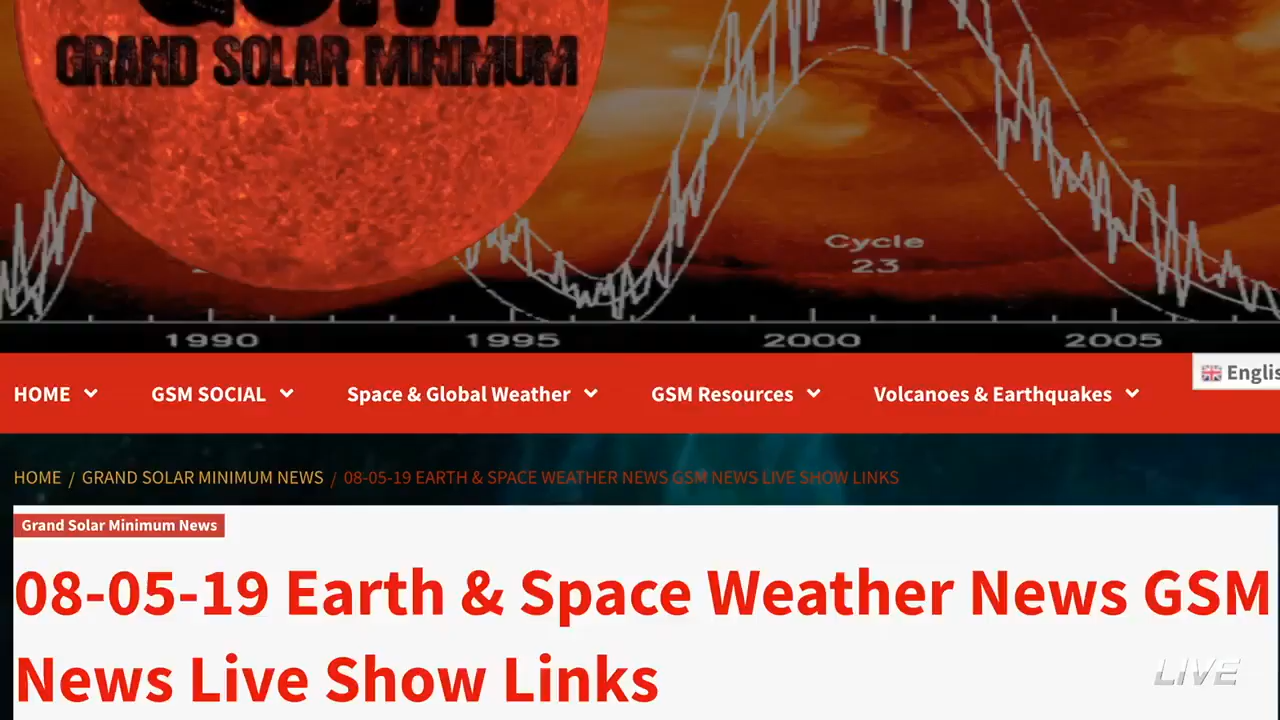 GSM
GRAND SOLAR MINIMUM
Cycle
23
1990
1995
2000
2005
HOME
GSM SOCIAL
Space & Global Weather
GSM Resources
Volcanoes & Earthquakes
Englis
HOME / GRAND SOLAR MINIMUM NEWS / 08-05-19 EARTH & SPACE WEATHER NEWS GSM NEWS LIVE SHOW LINKS
Grand Solar Minimum News
08-05-19 Earth & Space Weather News GSM
News Live Show Links
LIVE